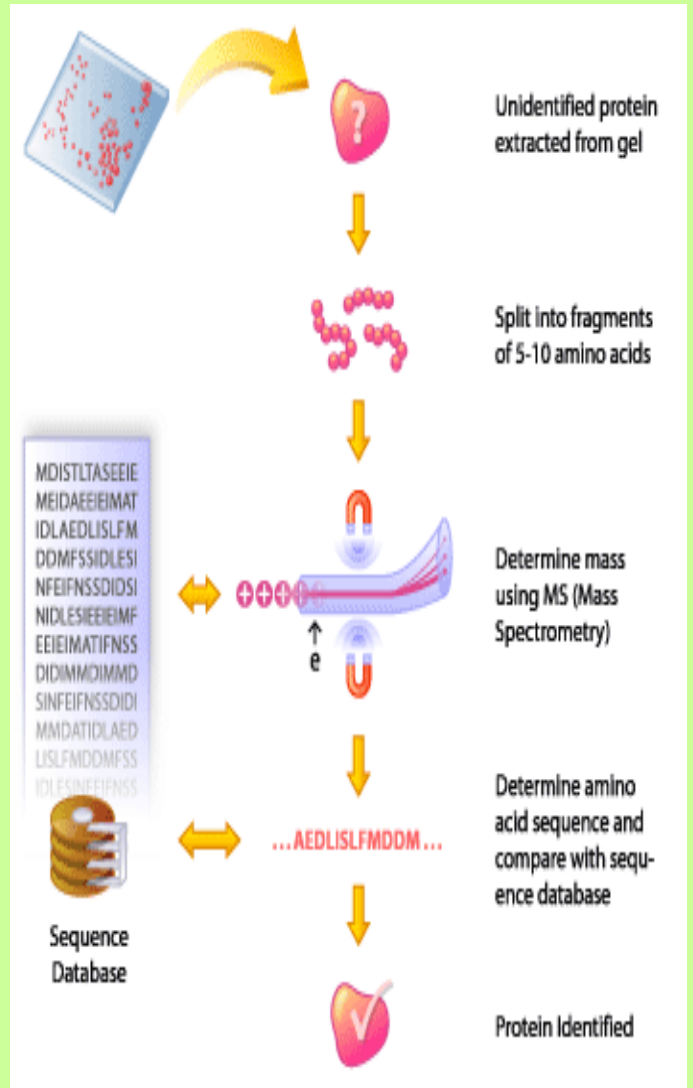 ?
Unidentified protein
extracted from gel
Split into fragments
of 5-10 amino acids
MDISTLTASEEIE
MEIDAEEIEIMAT
IDLAEDLISLFM
DDMFSSIDLESI
NFEIFNSSDIDSI
NIDLESIEEIEIMF
EEIEIMATIFNSS
DIDIMMDIMMD
SINFEIFNSSDIDI
MMDATIDLAED
LISLFMDDMFSS
IDLESINFEIFNSS
+ + + +
e
Determine mass
using MS (Mass
Spectrometry)
...AEDLISLFMDDM...
Determine amino
acid sequence and
compare with sequ-
ence database
Sequence
Database
Protein Identified